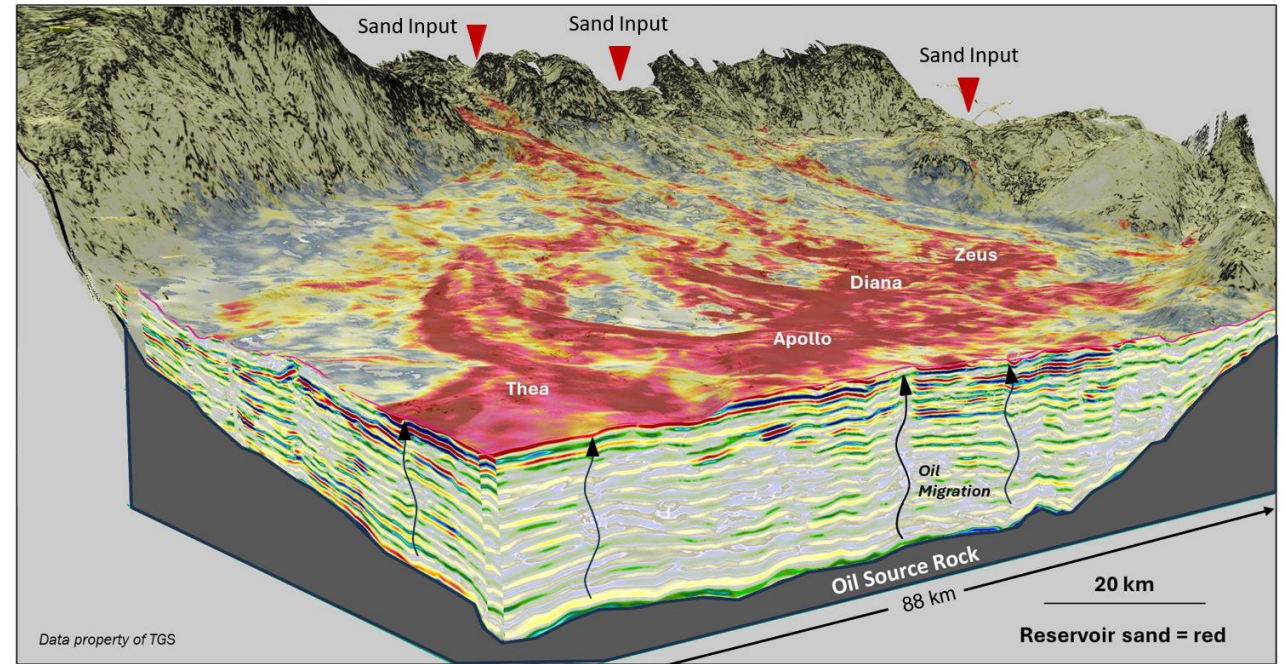 Sand Input
Sand Input
Sand Input
Zeus
Diana
Apollo
Thea
Oil
Migration
Oil Source Rock
88 km
20 km
Reservoir sand = red
Data property of TGS